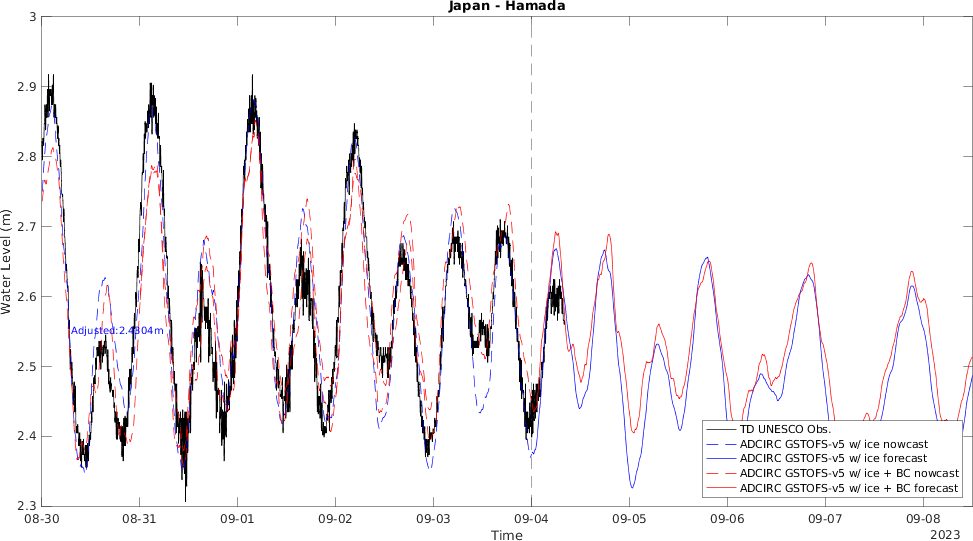 Japan - Hamada
Water Level (m)
3
2.9
2.8
2.7
2.6
2.5
2.4
2.3
Adjusted:2.4304m
TD UNESCO Obs.
ADCIRC GSTOFS-v5 w/ice nowcast
ADCIRC GSTOFS-v5 w/ice forecast
ADCIRC GSTOFS-v5 w/ice + BC nowcast
ADCIRC GSTOFS-v5 w/ice + BC forecast
08-30 08-31 09-01 09-02 09-03 09-04 09-05 09-06 09-07 09-08
Time
2023